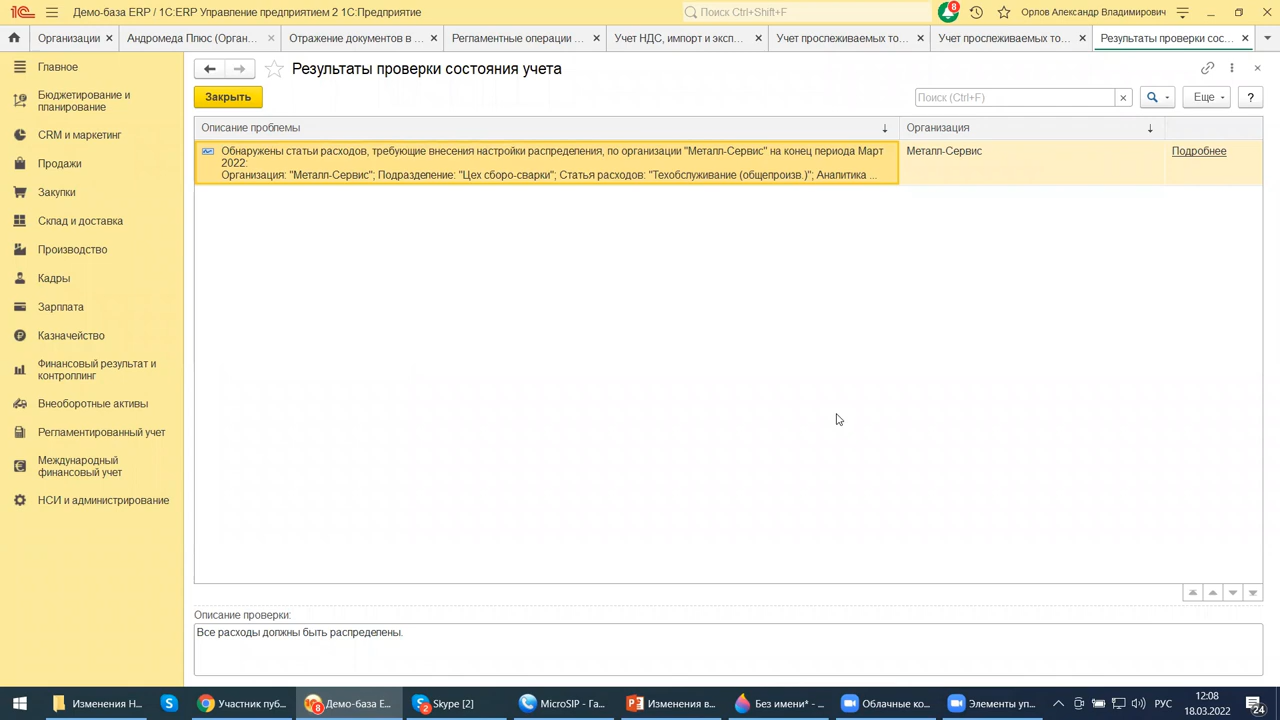 Демо-база ERP / 1C:ERP Управление предприятием 2 1С:Предприятие
Поиск Ctrl+Shift+F
8
Орлов Александр Владимирович
Организации
Андромеда Плюс (Орган...
Отражение документов в ...
Регламентные операции ...
Учет НДС, импорт и эксп...
Учет прослеживаемых то...
Учет прослеживаемых то...
Результаты проверки сос...
Главное
Бюджетирование и
планирование
CRM и маркетинг
Продажи
Закупки
Склад и доставка
Производство
Кадры
Зарплата
Казначейство
Финансовый результат и
контроллинг
Внеоборотные активы
Регламентированный учет
Международный
финансовый учет
НСИ и администрирование
Результаты проверки состояния учета
Закрыть
Поиск (Ctrl+F)
Еще
?
Описание проблемы
Организация
Обнаружены статьи расходов, требующие внесения настройки распределения, по организации "Металл-Сервис" на конец периода Март
2022:
Организация: "Металл-Сервис"; Подразделение: "Цех сборо-сварки"; Статья расходов: "Техобслуживание (общепроизв.)"; Аналитика ...
Металл-Сервис
Подробнее
Описание проверки:
Все расходы должны быть распределены.
Изменения Н...
Участник пуб...
8
Демо-база E...
Skype [2]
MicroSIP - Га...
Изменения в...
Без имени* - ...
Облачные ко...
Элементы уп...
РУС
12:08
18.03.2022
24